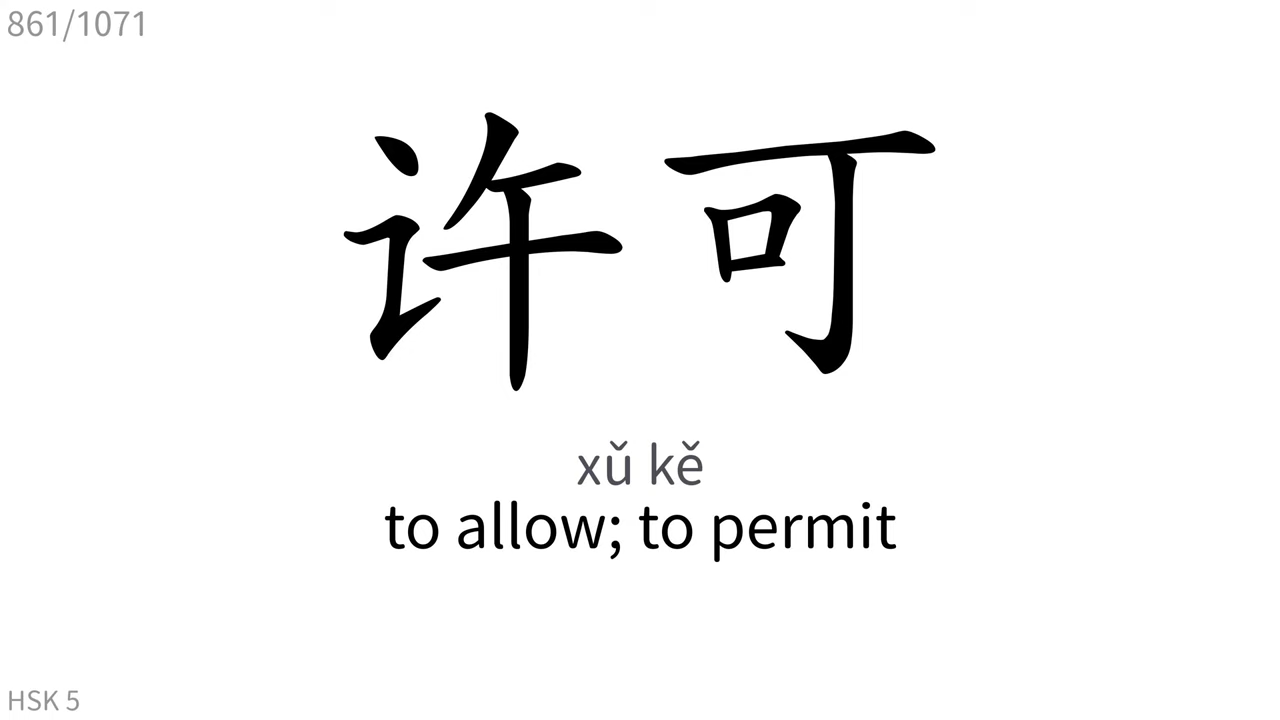 861/1071
许可
xǔ kě
to allow; to permit
HSK 5